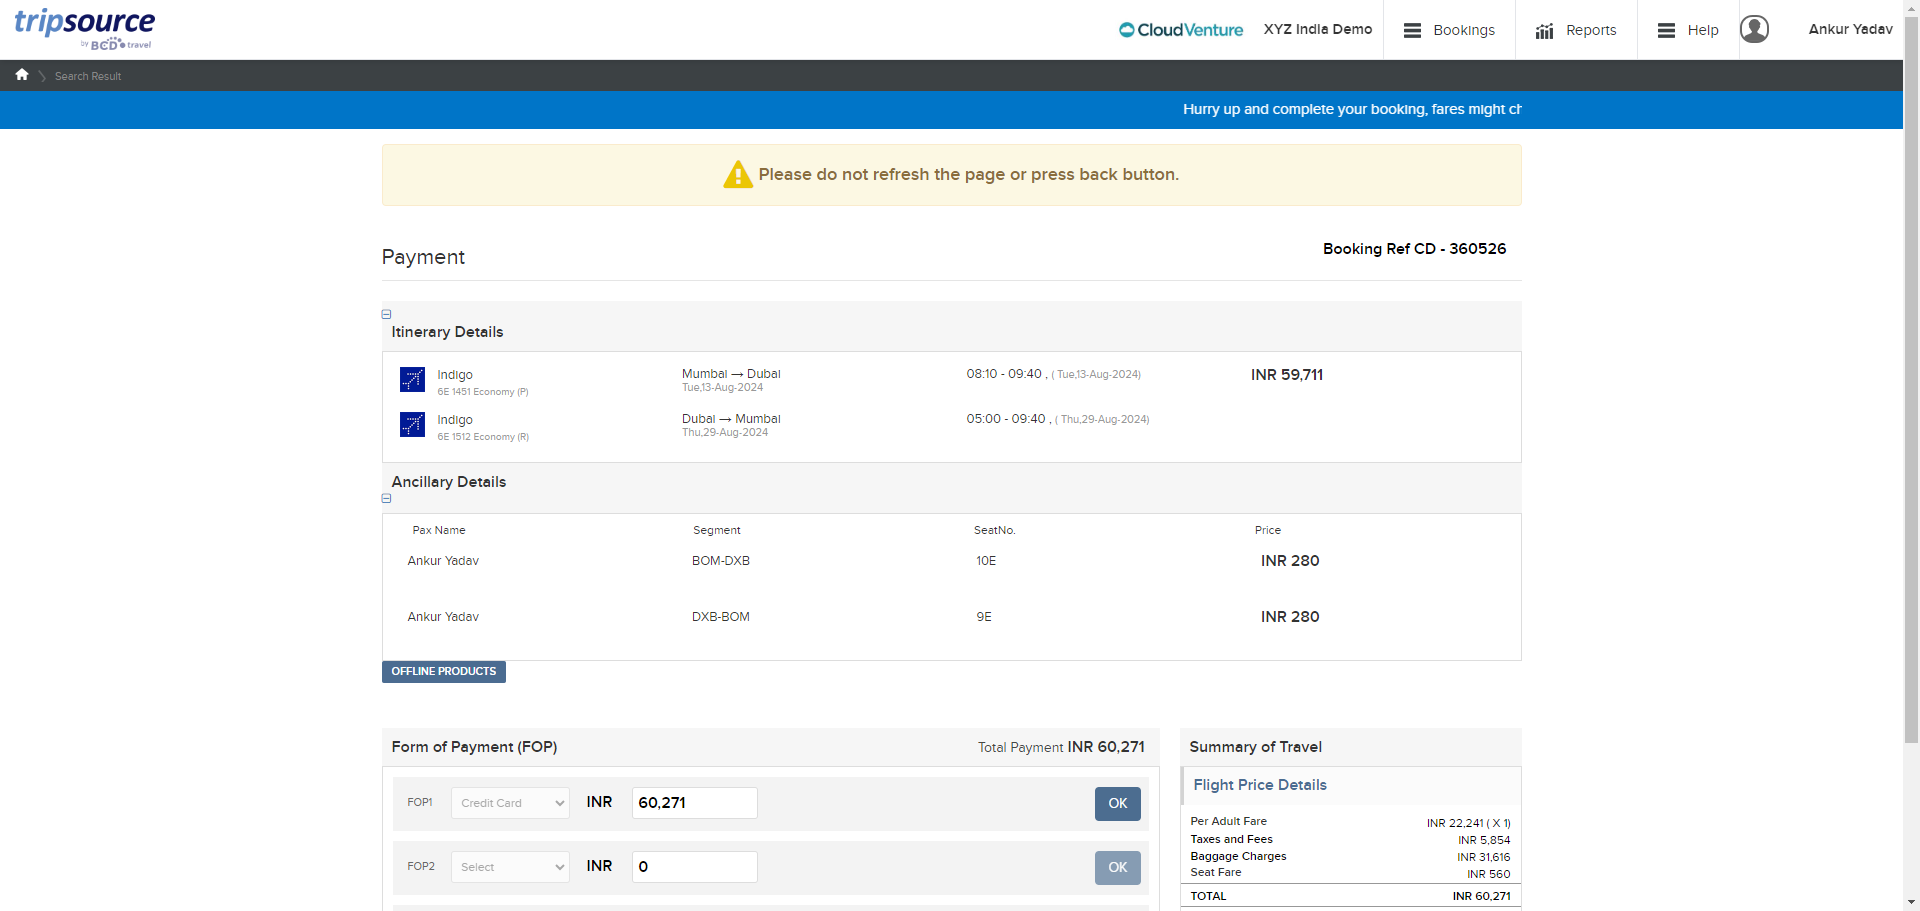 tripsource
by BCD travel
CloudVenture
XYZ India Demo
Bookings
Reports
Help
Ankur Yadav
Search Result
Hurry up and complete your booking, fares might ch
Please do not refresh the page or press back button.
Payment
Booking Ref CD - 360526
Itinerary Details
Indigo
6E 1451 Economy (P)
Mumbai → Dubai
Tue,13-Aug-2024
08:10 - 09:40 , ( Tue,13-Aug-2024)
INR 59,711
Indigo
6E 1512 Economy (R)
Dubai → Mumbai
Thu,29-Aug-2024
05:00 - 09:40 , ( Thu,29-Aug-2024)
Ancillary Details
Pax Name Segment SeatNo. Price
Ankur Yadav BOM-DXB 10E INR 280
Ankur Yadav DXB-BOM 9E INR 280
OFFLINE PRODUCTS
Form of Payment (FOP) Total Payment INR 60,271
FOP1 Credit Card INR 60,271 OK
FOP2 Select INR 0 OK
Summary of Travel
Flight Price Details
Per Adult Fare INR 22,241 ( X 1)
Taxes and Fees INR 5,854
Baggage Charges INR 31,616
Seat Fare INR 560
TOTAL INR 60,271